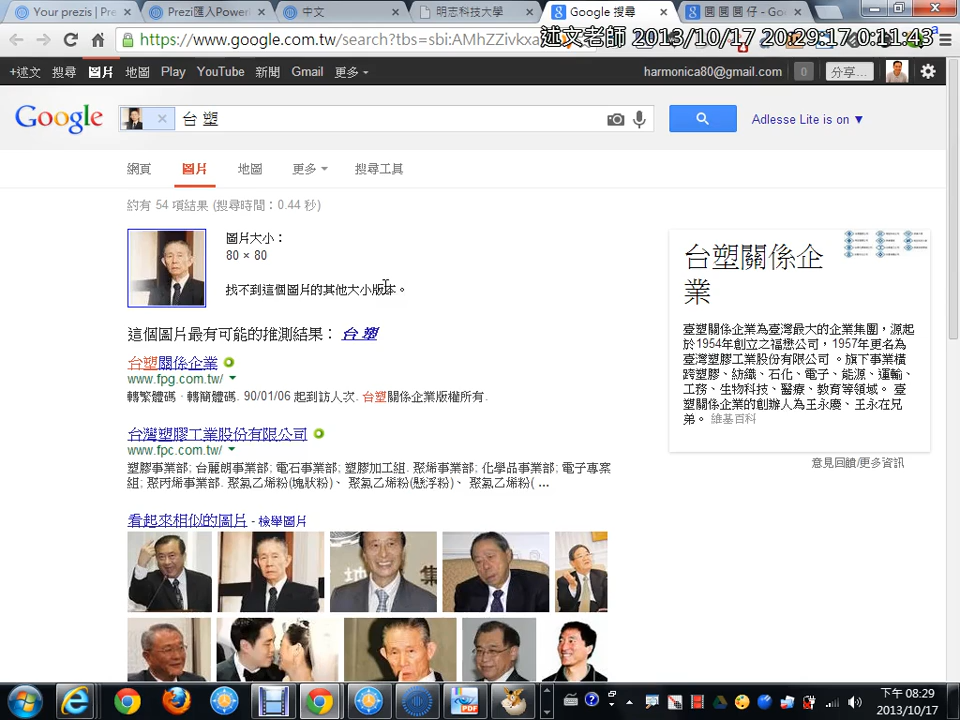 Your prezis | Pre
Prezi匯入Power
中文
明志科技大學
Google 搜尋
圓圓圓仔 - Goo
https://www.google.com.tw/search?tbs=sbi:AMhZZivkxa
述文老師 2013/10/17 20:29:17 0:11:43
+述文 搜尋 圖片 地圖 Play YouTube 新聞 Gmail 更多
harmonica80@gmail.com 0 分享...
Google
台 塑
Adlesse Lite is on ▼
網頁 圖片 地圖 更多 搜尋工具
約有 54 項結果 (搜尋時間：0.44 秒)
圖片大小：
80 × 80
找不到這個圖片的其他大小版本。
這個圖片最有可能的推測結果： 台 塑
台塑關係企業
www.fpg.com.tw/
轉繁體碼 · 轉簡體碼. 90/01/06 起到訪人次. 台塑關係企業版權所有.
台灣塑膠工業股份有限公司
www.fpc.com.tw/
塑膠事業部; 台麗朗事業部; 電石事業部; 塑膠加工組. 聚烯事業部; 化學品事業部; 電子專案
組; 聚丙烯事業部. 聚氯乙烯粉(塊狀粉)、 聚氯乙烯粉(懸浮粉)、 聚氯乙烯粉( ...
看起來相似的圖片 - 檢舉圖片
地 集
台塑關係企
業
臺塑關係企業為臺灣最大的企業集團，源起
於1954年創立之福懋公司，1957年更名為
臺灣塑膠工業股份有限公司 。旗下事業橫
跨塑膠、紡織、石化、電子、能源、運輸、
工務、生物科技、醫療、教育等領域。 臺
塑關係企業的創辦人為王永慶、王永在兄
弟。 維基百科
意見回饋/更多資訊
PDF
下午 08:29
2013/10/17